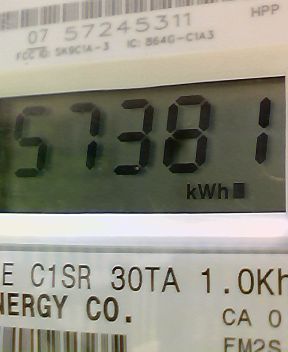 HPP
07 57245311
FCC ID: SK9C1A-3 IC: 864G-C1A3
57381
kWh
E C1SR 30TA 1.0Kh
NERGY CO.
CA 0
FM2S